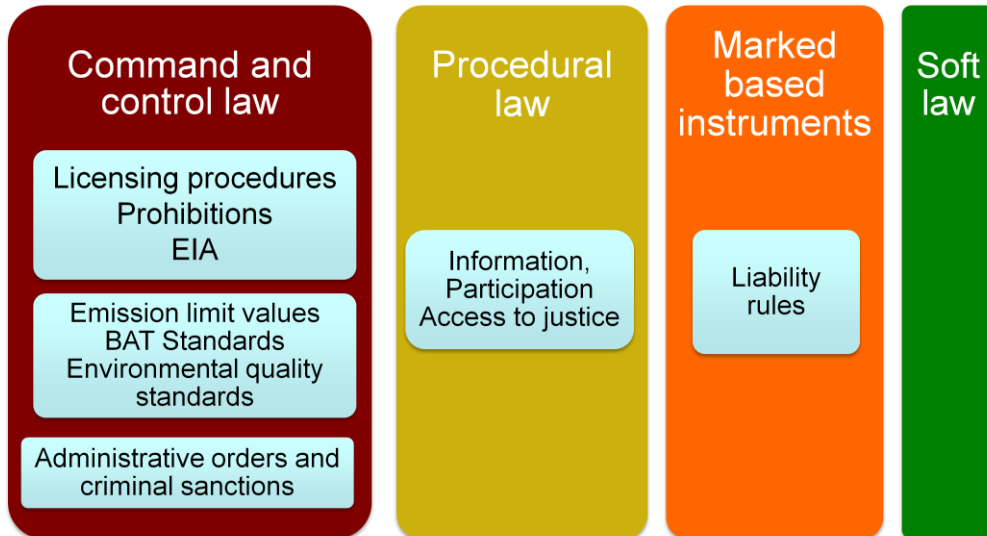 Command and
control law
Licensing procedures
Prohibitions
EIA
Emission limit values
BAT Standards
Environmental quality
standards
Administrative orders and
criminal sanctions
Procedural
law
Information,
Participation
Access to justice
Marked
based
instruments
Liability
rules
Soft
law